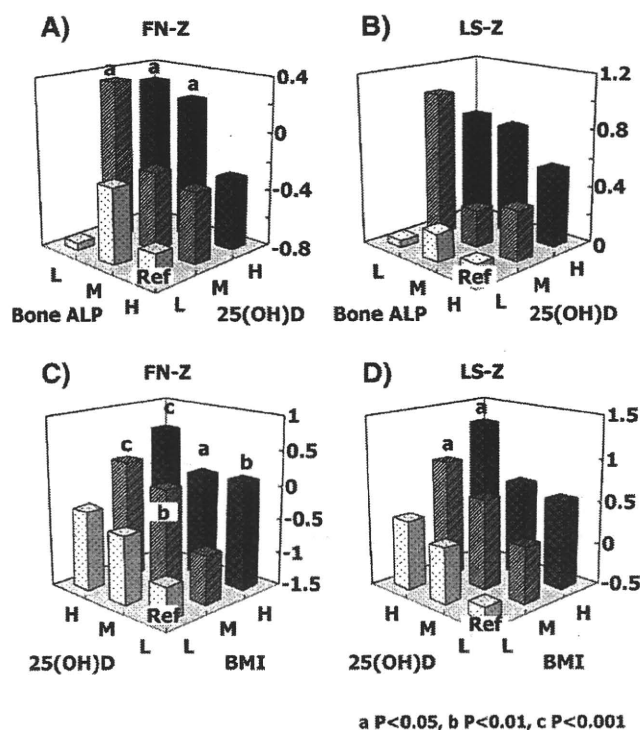 A) FN-Z
a a a
0.4
0
-0.4
-0.8
Ref
L M H
L M H
Bone ALP 25(OH)D
B) LS-Z
1.2
0.8
0.4
0
Ref
L M H
L M H
Bone ALP 25(OH)D
C) FN-Z
c
c a b
b
1
0.5
0
-0.5
-1
-1.5
Ref
H M L
L M H
25(OH)D BMI
D) LS-Z
a
a
1.5
1
0.5
0
-0.5
Ref
H M L
L M H
25(OH)D BMI
a P<0.05, b P<0.01, c P<0.001